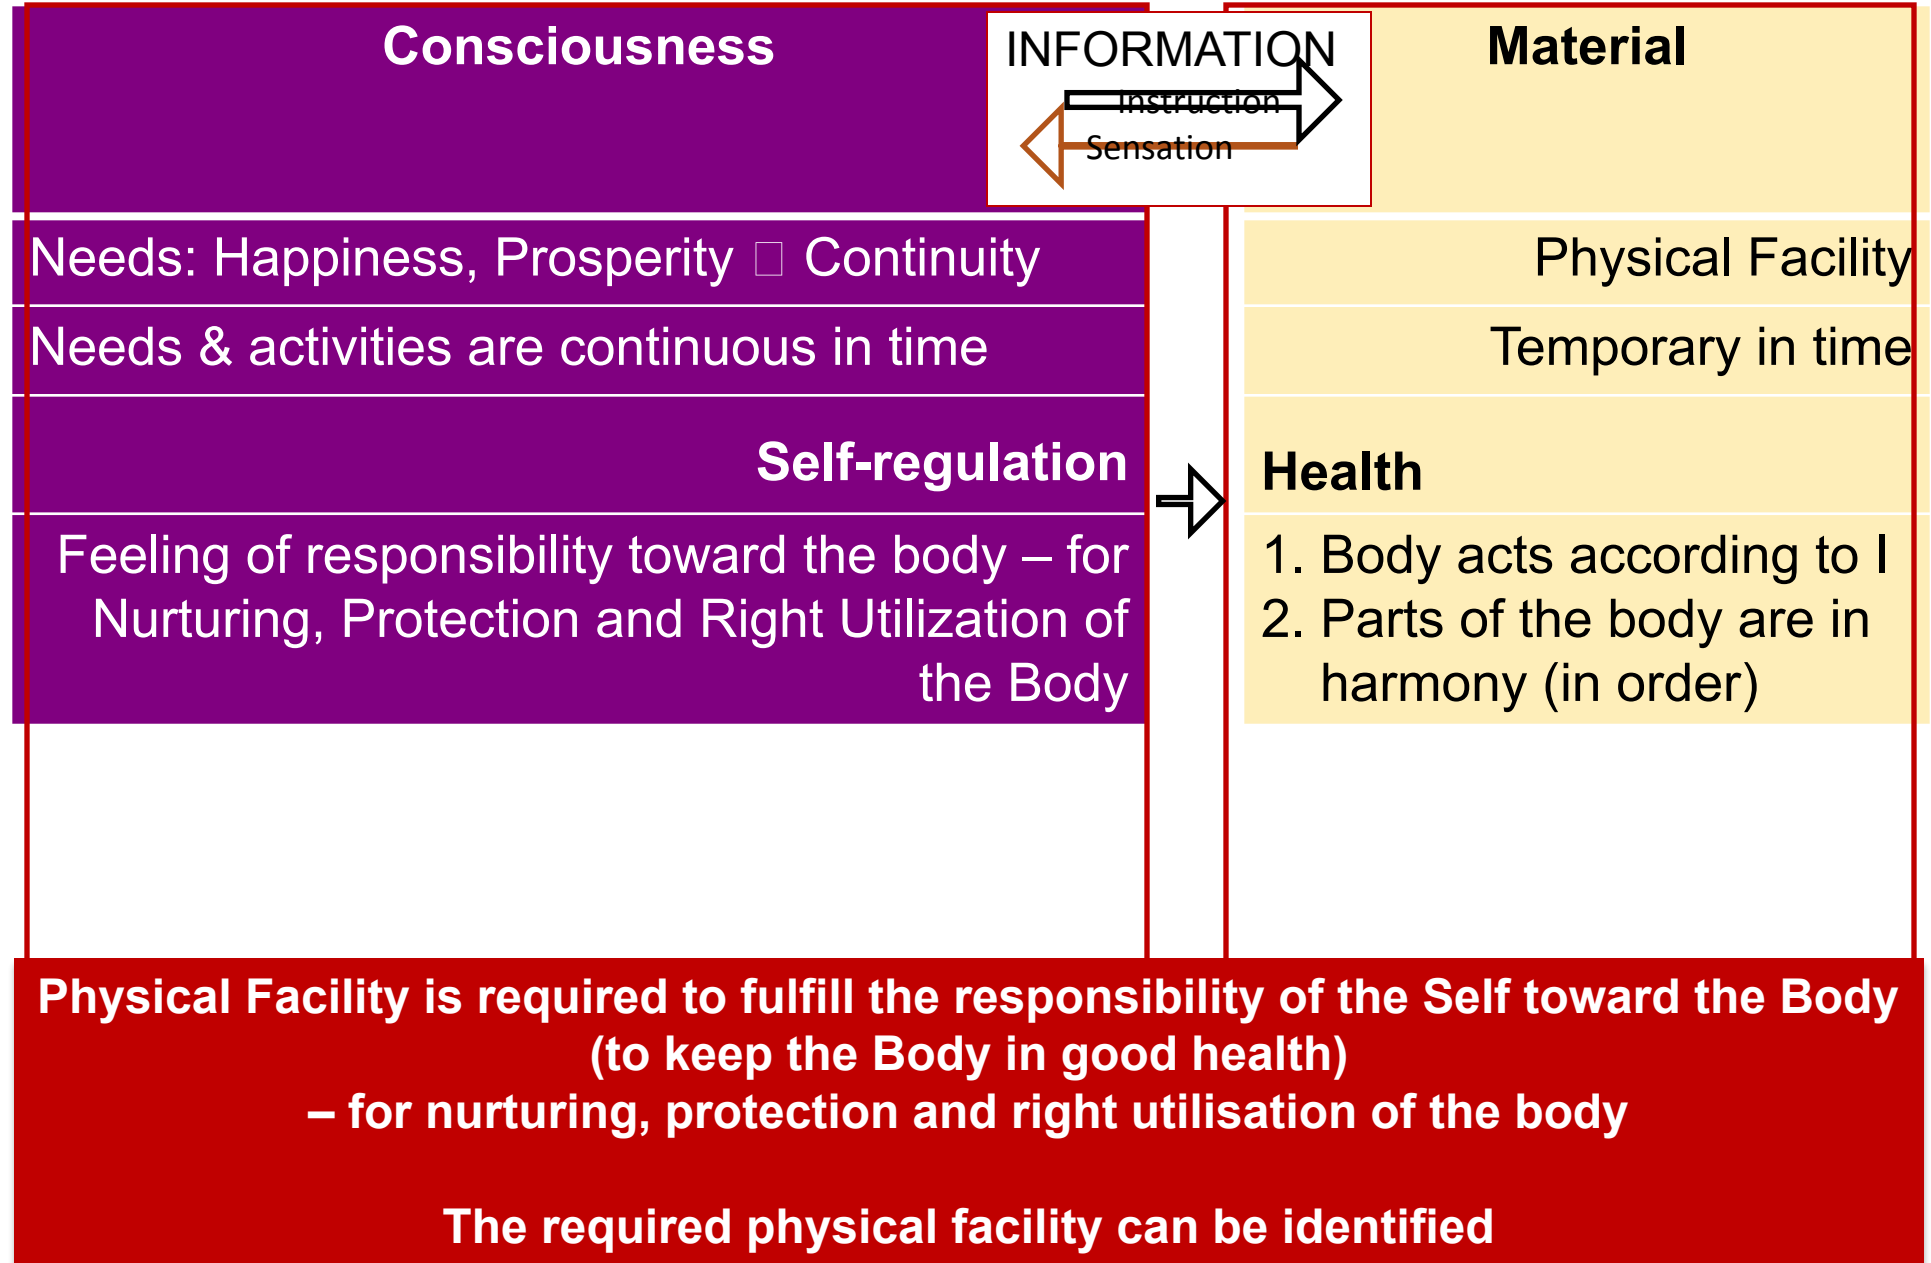 Consciousness
INFORMATION
Instruction
Sensation
Material
Needs: Happiness, Prosperity □ Continuity
Physical Facility
Needs & activities are continuous in time
Temporary in time
Self-regulation
Health
Feeling of responsibility toward the body – for
Nurturing, Protection and Right Utilization of
the Body
1. Body acts according to I
2. Parts of the body are in
harmony (in order)
Physical Facility is required to fulfill the responsibility of the Self toward the Body
(to keep the Body in good health)
– for nurturing, protection and right utilisation of the body
The required physical facility can be identified